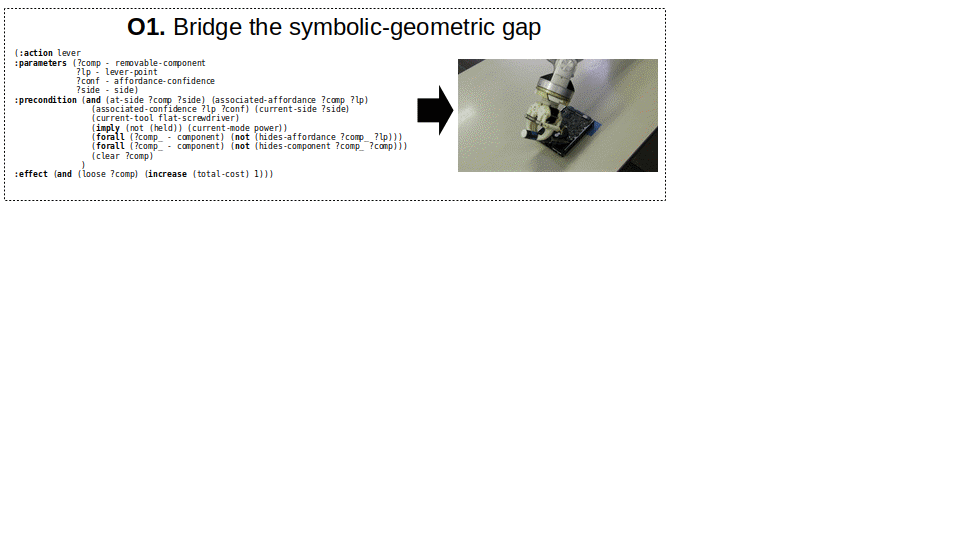 O1. Bridge the symbolic-geometric gap
(:action lever
:parameters (?comp - removable-component
?lp - lever-point
?conf - affordance-confidence
?side - side)
:precondition (and (at-side ?comp ?side) (associated-affordance ?comp ?lp)
(associated-confidence ?lp ?conf) (current-side ?side)
(current-tool flat-screwdriver)
(imply (not (held)) (current-mode power))
(forall (?comp_ - component) (not (hides-affordance ?comp_ ?lp)))
(forall (?comp_ - component) (not (hides-component ?comp_ ?comp)))
(clear ?comp)
)
:effect (and (loose ?comp) (increase (total-cost) 1)))